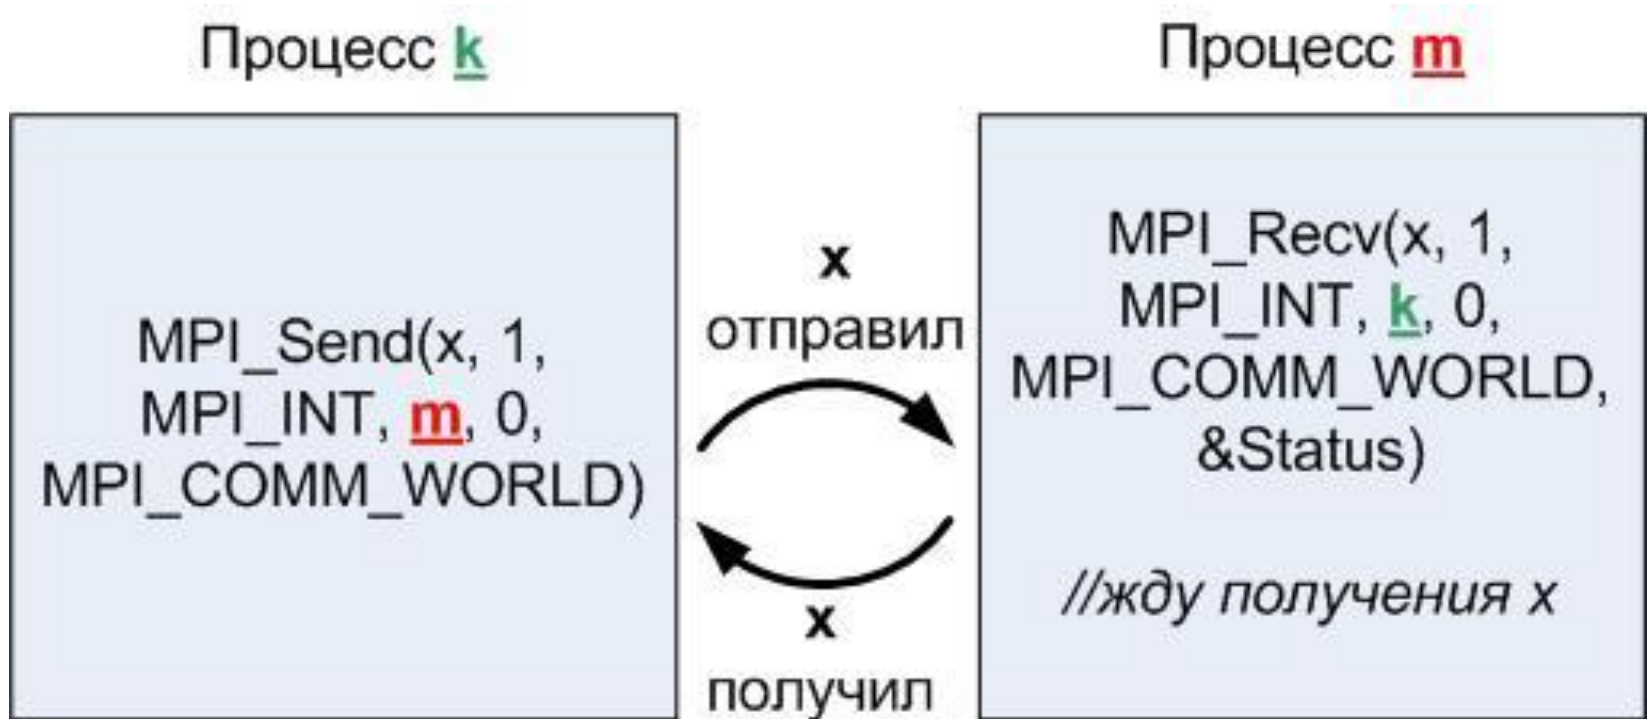 Процесс k
MPI_Send(x, 1,
MPI_INT, m, 0,
MPI_COMM_WORLD)
x
отправил
x
получил
Процесс m
MPI_Recv(x, 1,
MPI_INT, k, 0,
MPI_COMM_WORLD,
&Status)
//жду получения x